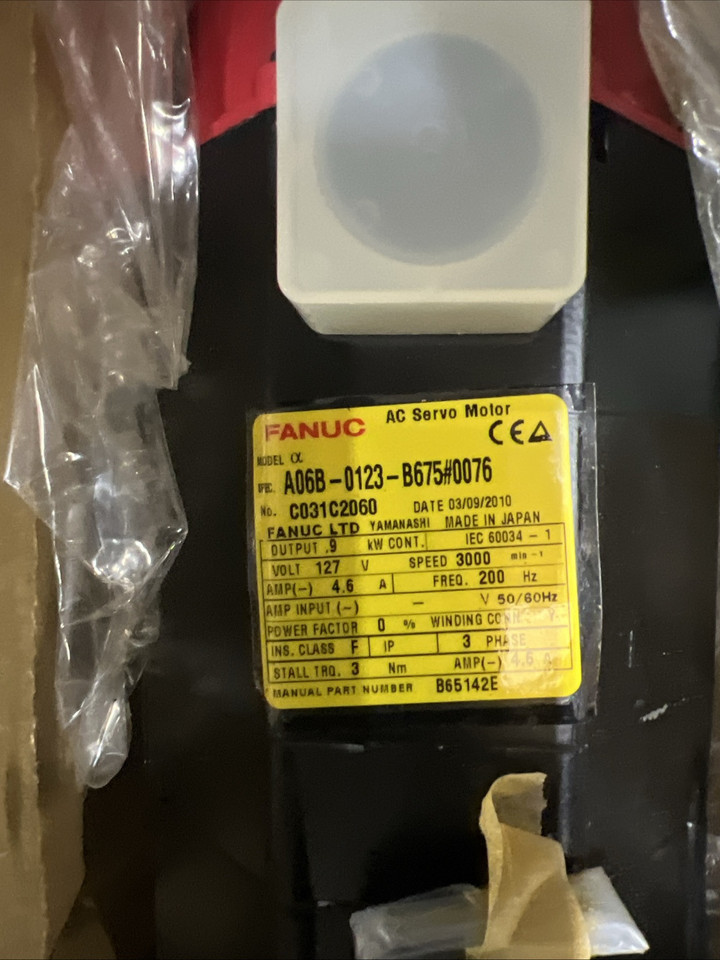 FANUC AC Servo Motor
MODEL α CE
SPEC. A06B-0123-B675#0076
No. C031C2060 DATE 03/09/2010
FANUC LTD YAMANASHI MADE IN JAPAN
OUTPUT .9 kW CONT. IEC 60034-1
VOLT 127 V SPEED 3000 min-1
AMP(~) 4.6 A FREQ. 200 Hz
AMP INPUT (~) - V 50/60Hz
POWER FACTOR 0 % WINDING
INS. CLASS F IP 3 PHASE
STALL TRQ. 3 Nm AMP(~) 4.6 A
MANUAL PART NUMBER B65142E